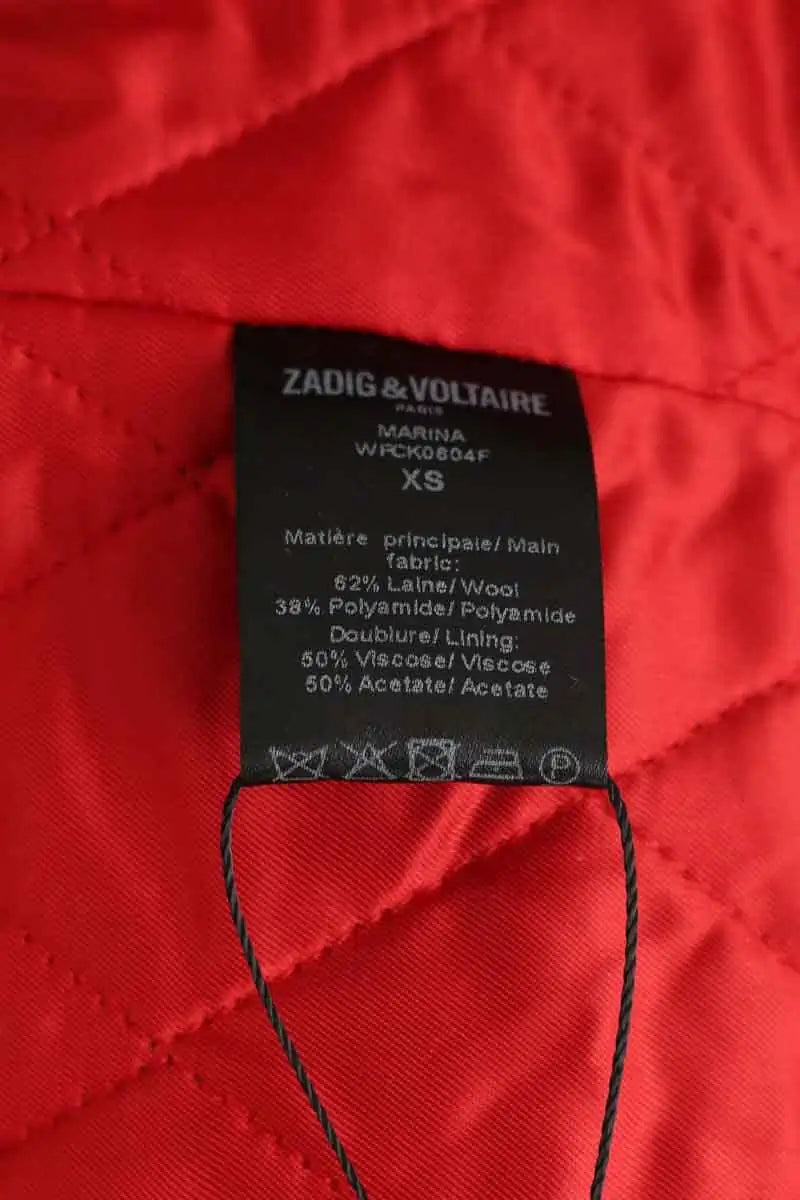 ZADIG & VOLTAIRE
PARIS
MARINA
WFCK0604F
XS
Matière principale/ Main
fabric:
62% Laine/ Wool
38% Polyamide/ Polyamide
Doublure/ Lining:
50% Viscose/ Viscose
50% Acetate/ Acetate
P